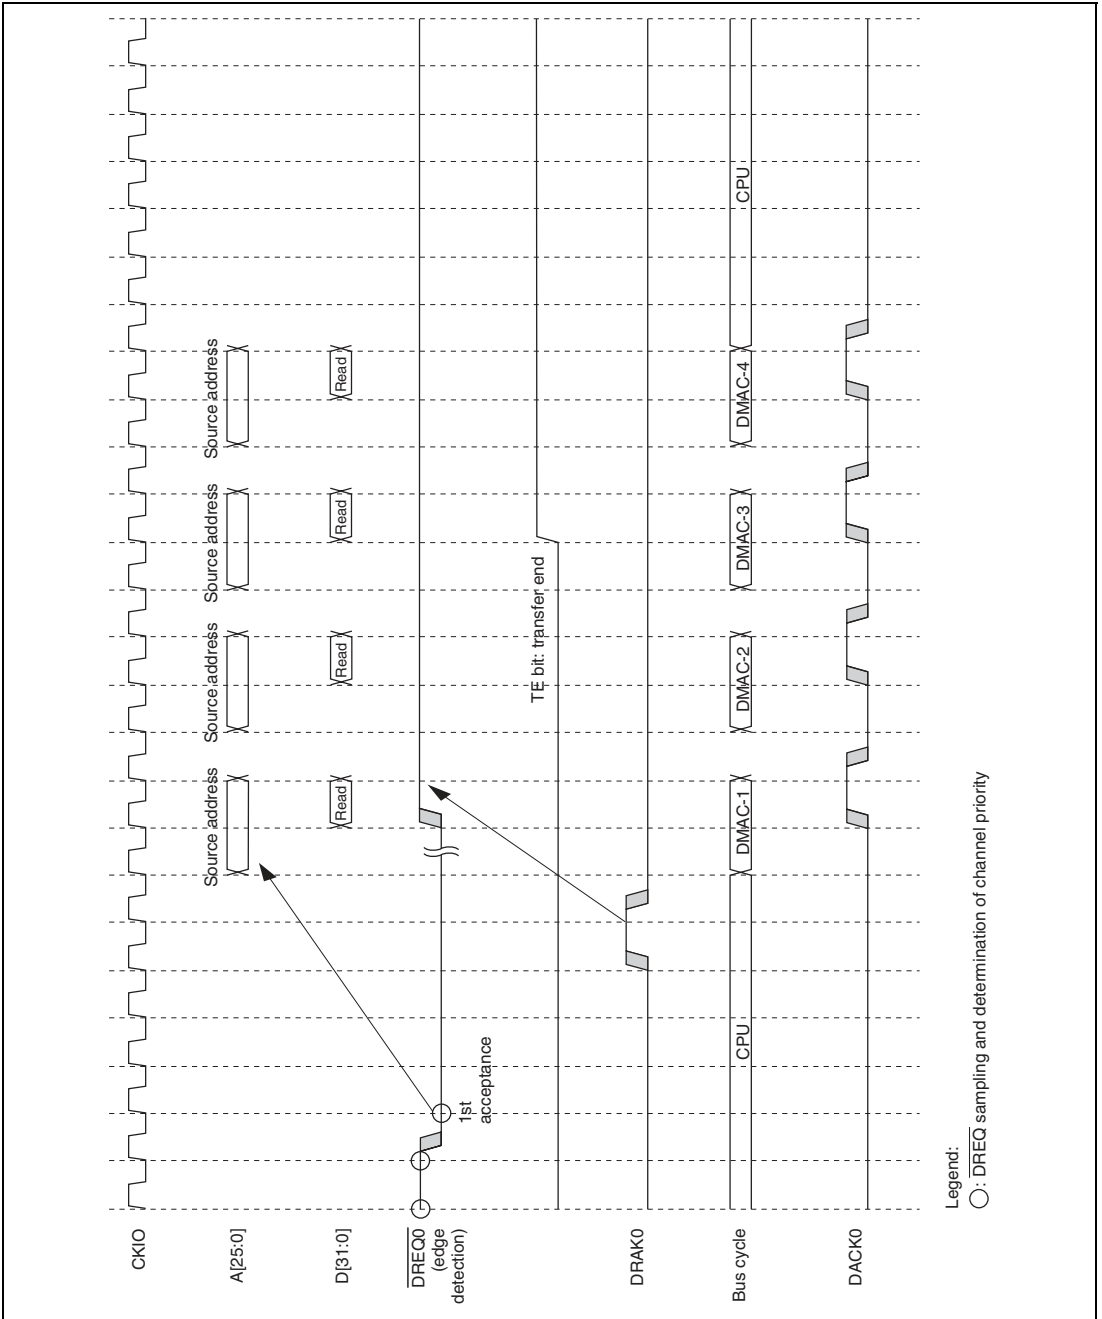 CKIO
A[25:0]
Source address
Source address
Source address
Source address
D[31:0]
Read
Read
Read
Read
DREQ0
(edge
detection)
1st
acceptance
TE bit: transfer end
DRAK0
Bus cycle
CPU
DMAC-1
DMAC-2
DMAC-3
DMAC-4
CPU
DACK0
Legend:
: DREQ sampling and determination of channel priority